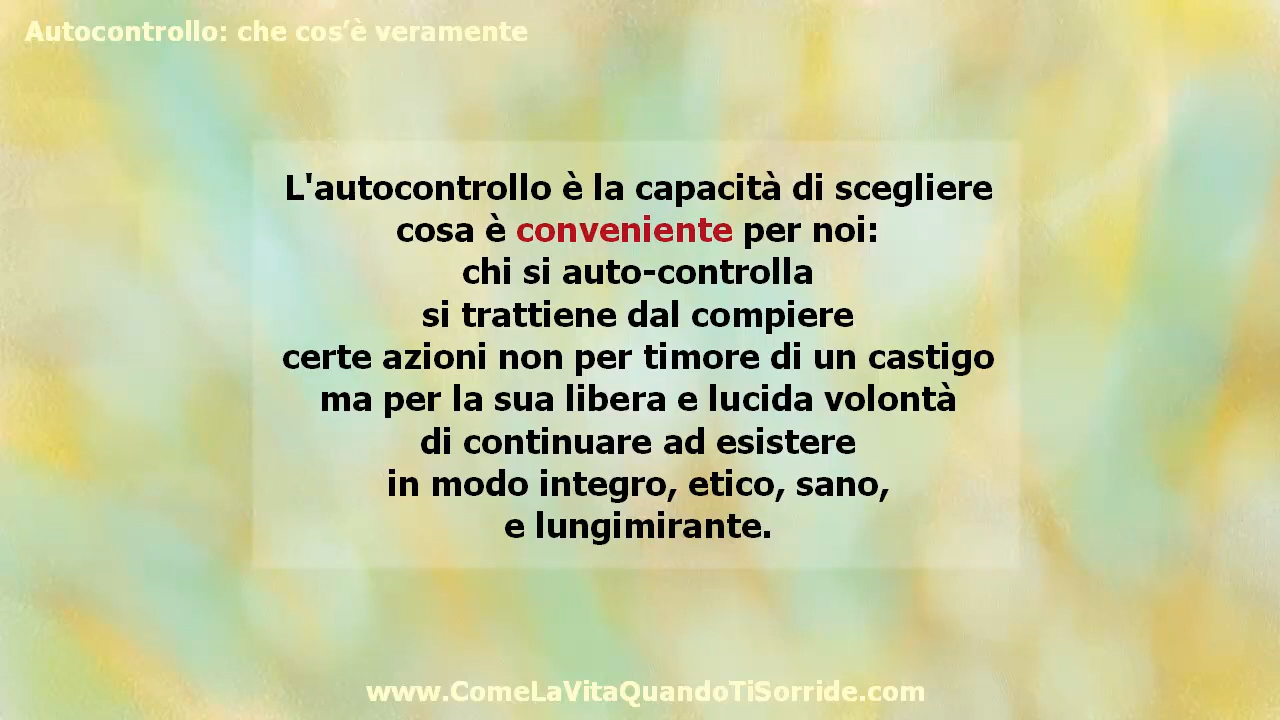 Autocontrollo: che cos’è veramente
L'autocontrollo è la capacità di scegliere
cosa è conveniente per noi:
chi si auto-controlla
si trattiene dal compiere
certe azioni non per timore di un castigo
ma per la sua libera e lucida volontà
di continuare ad esistere
in modo integro, etico, sano,
e lungimirante.
www.ComeLaVitaQuandoTiSorride.com